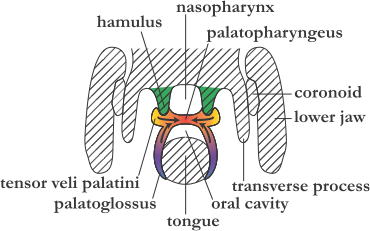 nasopharynx
hamulus
palatopharyngeus
coronoid
lower jaw
tensor veli palatini
transverse process
palatoglossus
oral cavity
tongue